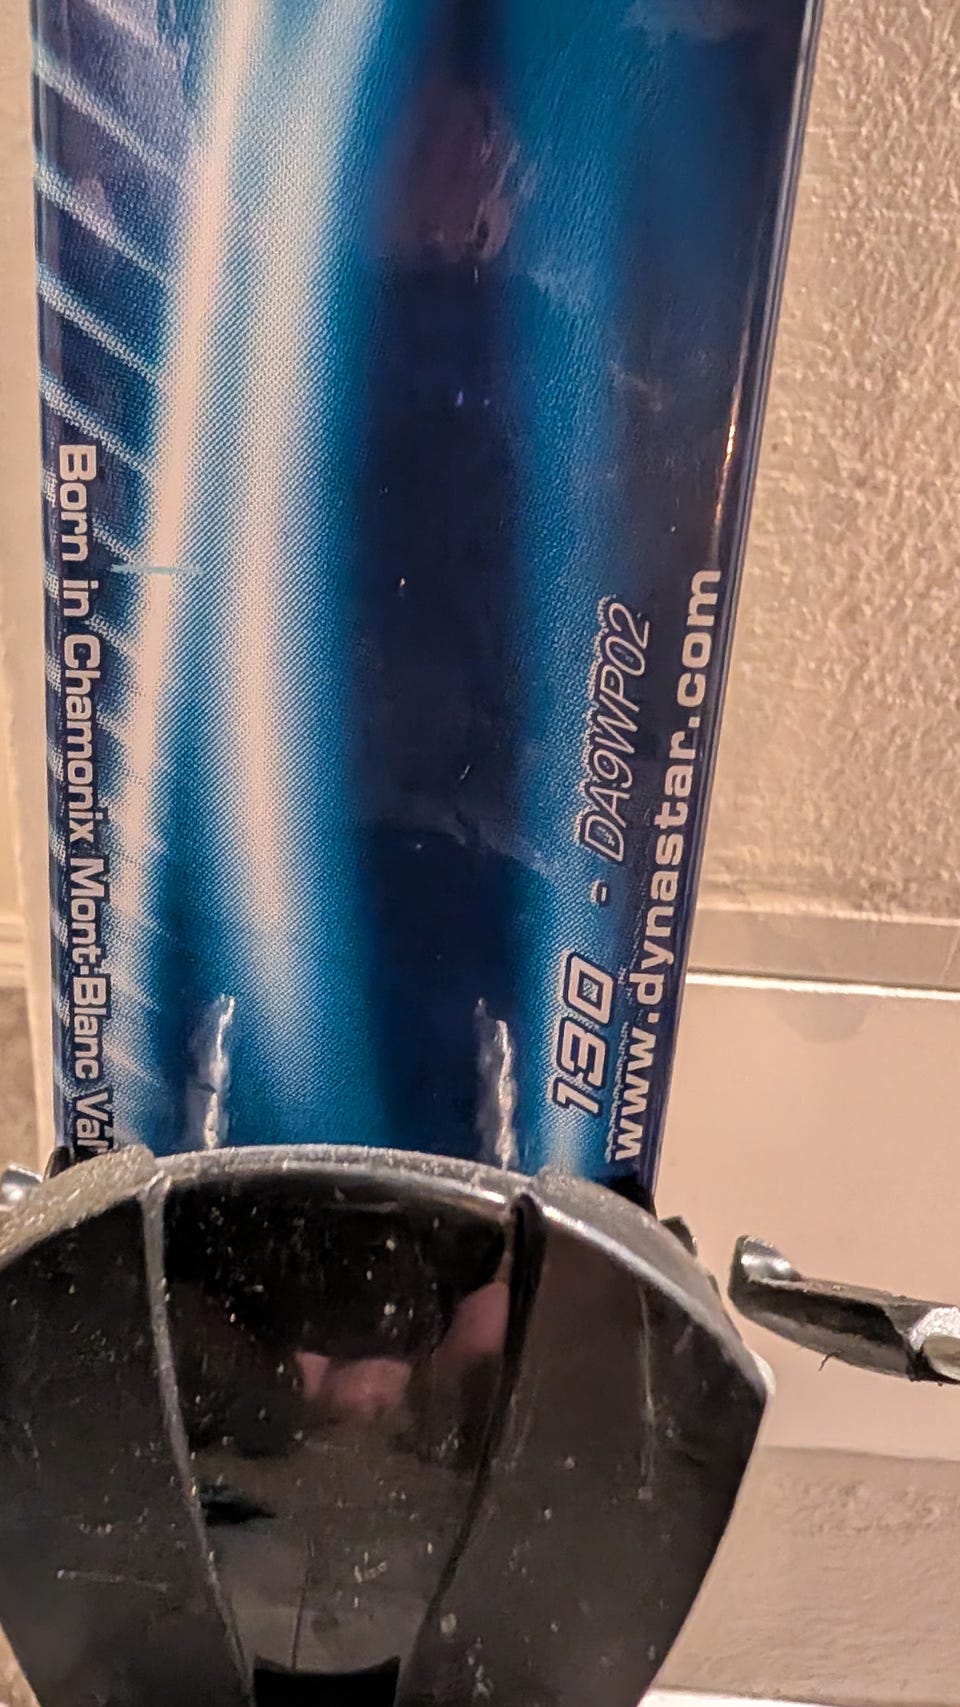 Born in Chamonix Mont-Blanc
130 - DA9WP02
www.dynastar.com